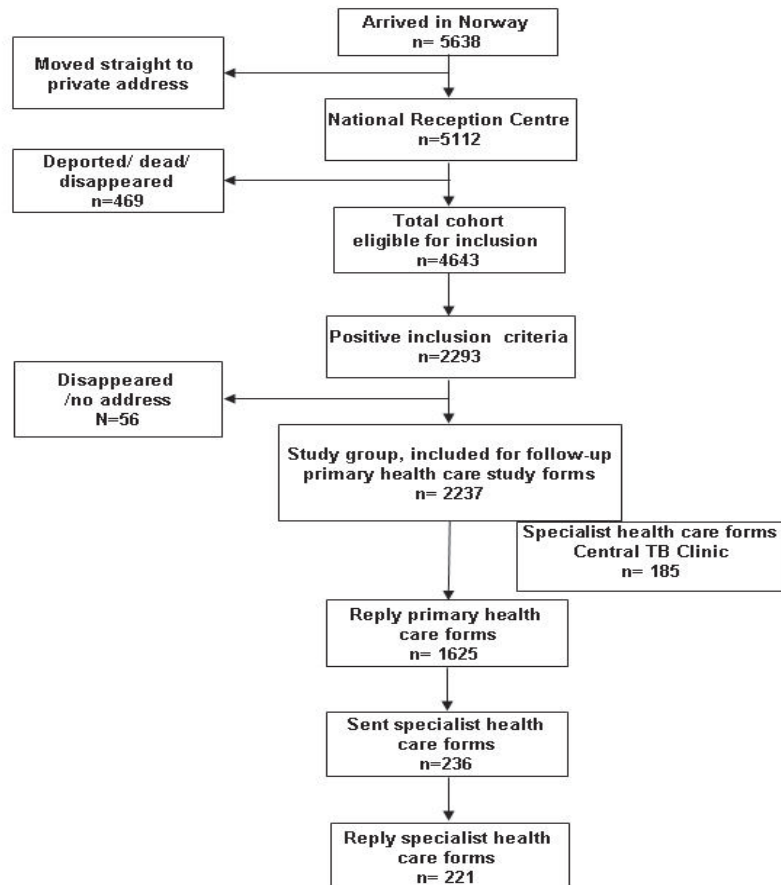 Arrived in Norway
n= 5638
Moved straight to
private address
National Reception Centre
n=5112
Deported/ dead/
disappeared
n=469
Total cohort
eligible for inclusion
n=4643
Positive inclusion criteria
n=2293
Disappeared
/no address
N=56
Study group, included for follow-up
primary health care study forms
n= 2237
Specialist health care forms
Central TB Clinic
n= 185
Reply primary health
care forms
n= 1625
Sent specialist health
care forms
n=236
Reply specialist health
care forms
n= 221